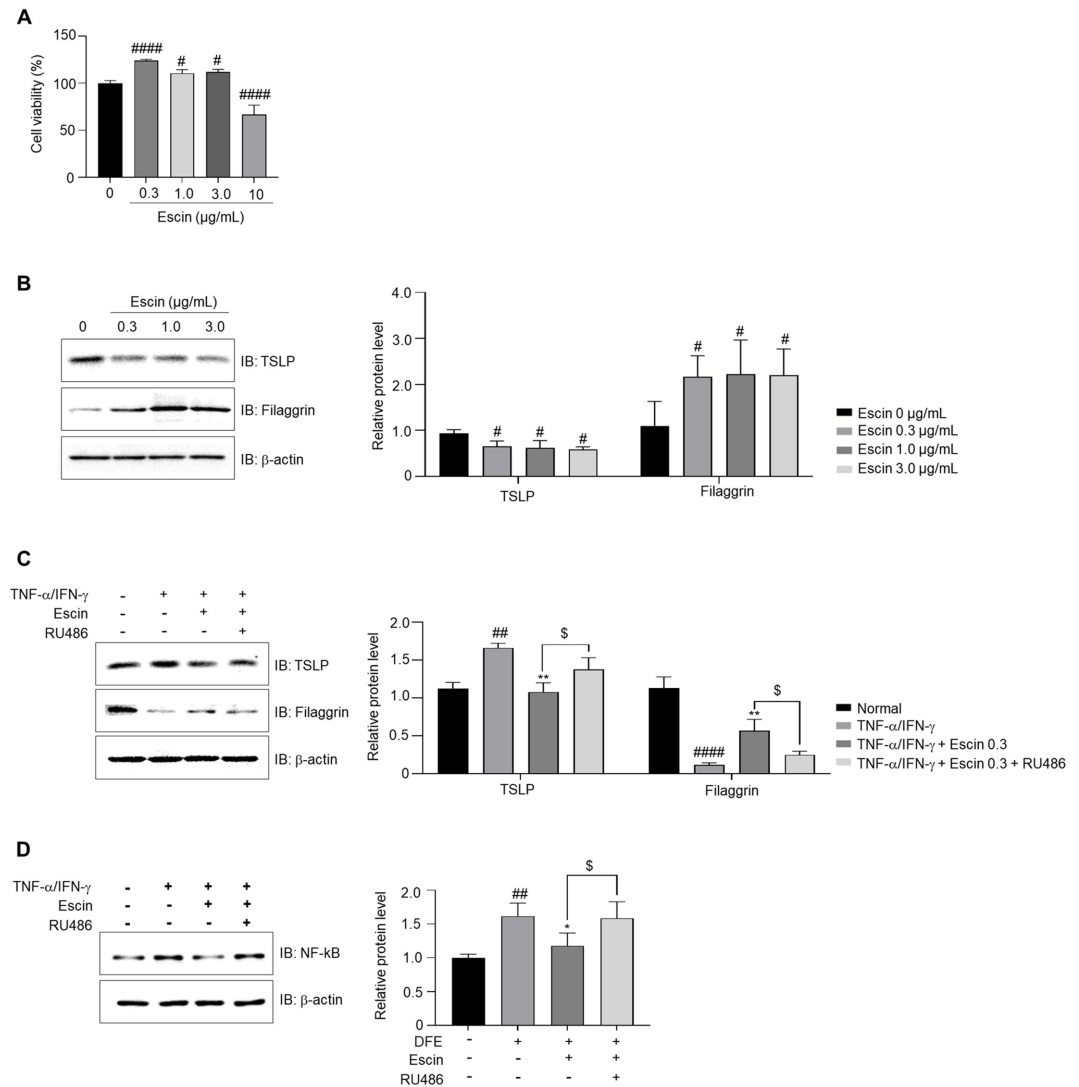 A
150
100
50
0
Cell viability (%)
####
#
#
####
0
0.3
1.0
3.0
10
Escin (µg/mL)
B
Escin (µg/mL)
0
0.3
1.0
3.0
IB: TSLP
IB: Filaggrin
IB: β-actin
Relative protein level
4.0
3.0
2.0
1.0
0
# # #
# # #
TSLP
Filaggrin
Escin 0 µg/mL
Escin 0.3 µg/mL
Escin 1.0 µg/mL
Escin 3.0 µg/mL
C
TNF-α/IFN-γ - + + +
Escin - - + +
RU486 - - - +
IB: TSLP
IB: Filaggrin
IB: β-actin
Relative protein level
2.0
1.5
1.0
0.5
0
##
**
$
####
**
$
TSLP
Filaggrin
Normal
TNF-α/IFN-γ
TNF-α/IFN-γ + Escin 0.3
TNF-α/IFN-γ + Escin 0.3 + RU486
D
TNF-α/IFN-γ - + + +
Escin - - + +
RU486 - - - +
IB: NF-kB
IB: β-actin
Relative protein level
2.0
1.5
1.0
0.5
0
##
*
$
DFE - + + +
Escin - - + +
RU486 - - - +